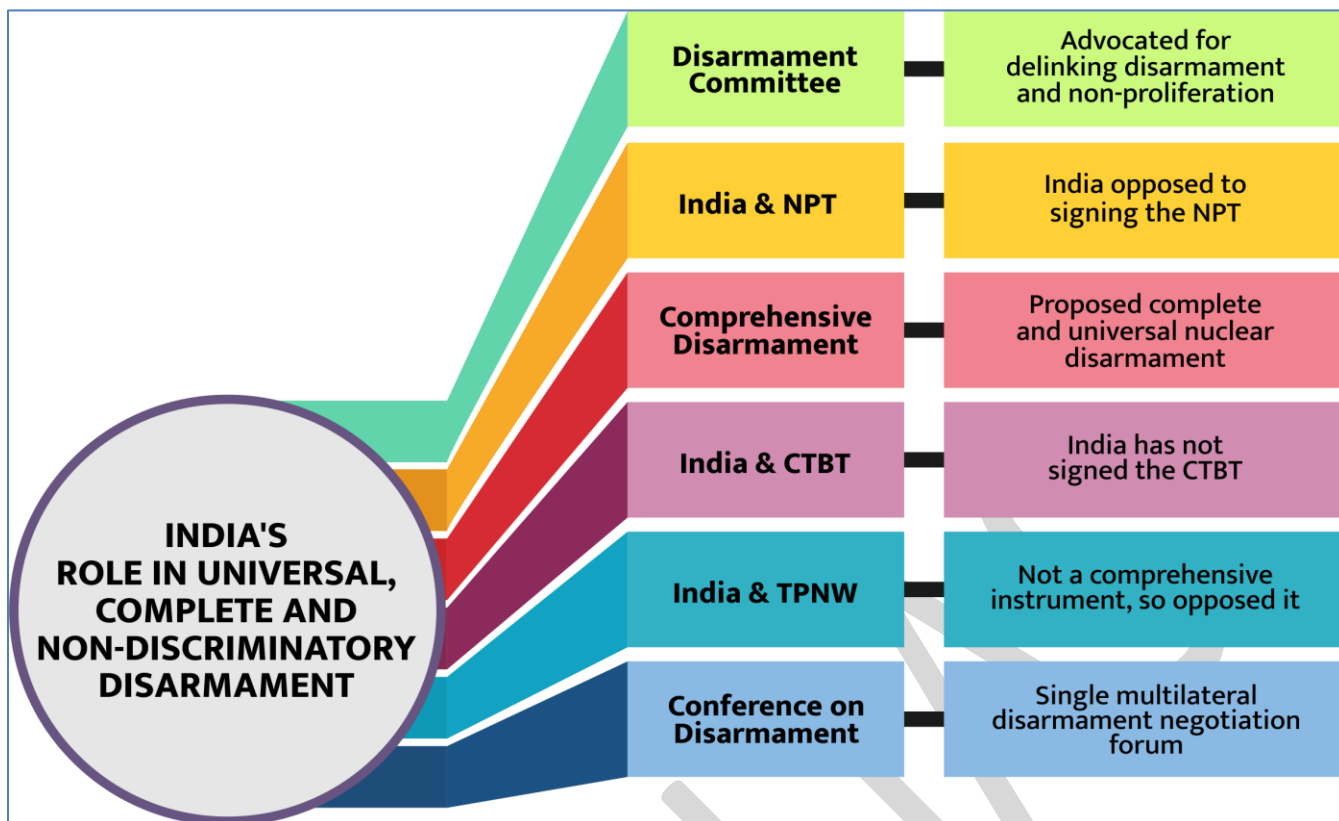 INDIA'S
ROLE IN UNIVERSAL,
COMPLETE AND
NON-DISCRIMINATORY
DISARMAMENT
Disarmament
Committee
Advocated for
delinking disarmament
and non-proliferation
India & NPT
India opposed to
signing the NPT
Comprehensive
Disarmament
Proposed complete
and universal nuclear
disarmament
India & CTBT
India has not
signed the CTBT
India & TPNW
Not a comprehensive
instrument, so opposed it
Conference on
Disarmament
Single multilateral
disarmament negotiation
forum